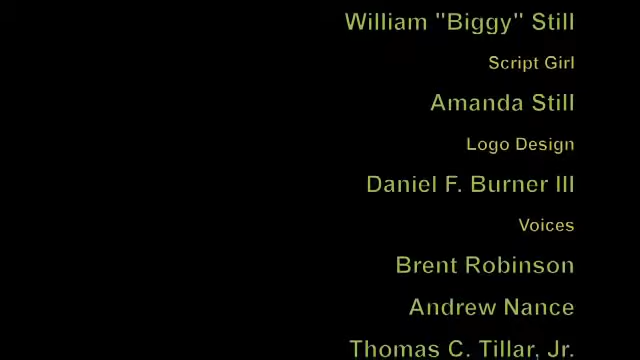 William "Biggy" Still
Script Girl
Amanda Still
Logo Design
Daniel F. Burner III
Voices
Brent Robinson
Andrew Nance
Thomas C. Tillar, Jr.